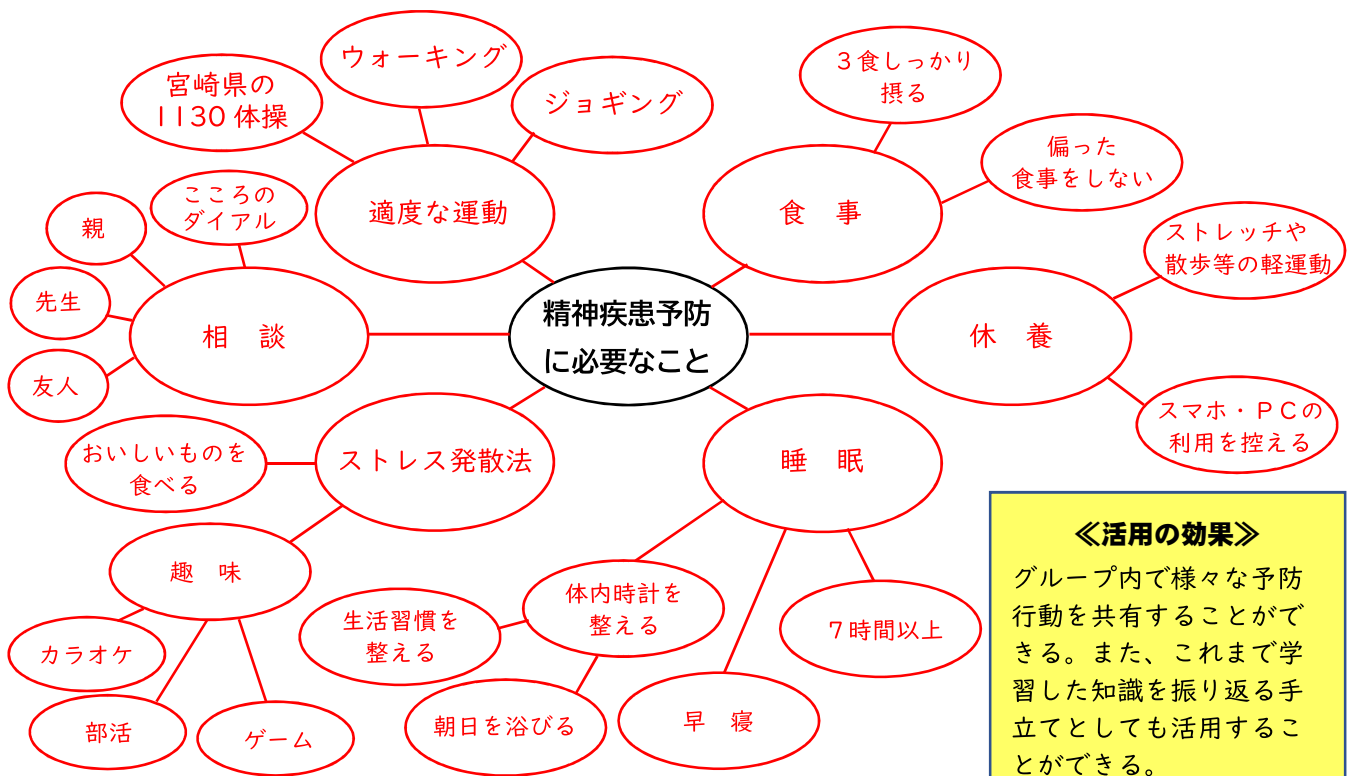 精神疾患予防
に必要なこと
適度な運動
宮崎県の
1130体操
ウォーキング
ジョギング
食　事
3食しっかり
摂る
偏った
食事をしない
休　養
ストレッチや
散歩等の軽運動
スマホ・PCの
利用を控える
睡　眠
7時間以上
早　寝
体内時計を
整える
生活習慣を
整える
朝日を浴びる
ストレス発散法
おいしいものを
食べる
趣　味
カラオケ
部活
ゲーム
相　談
こころの
ダイアル
親
先生
友人
≪活用の効果≫
グループ内で様々な予防
行動を共有することがで
きる。また、これまで学
習した知識を振り返る手
立てとしても活用するこ
とができる。